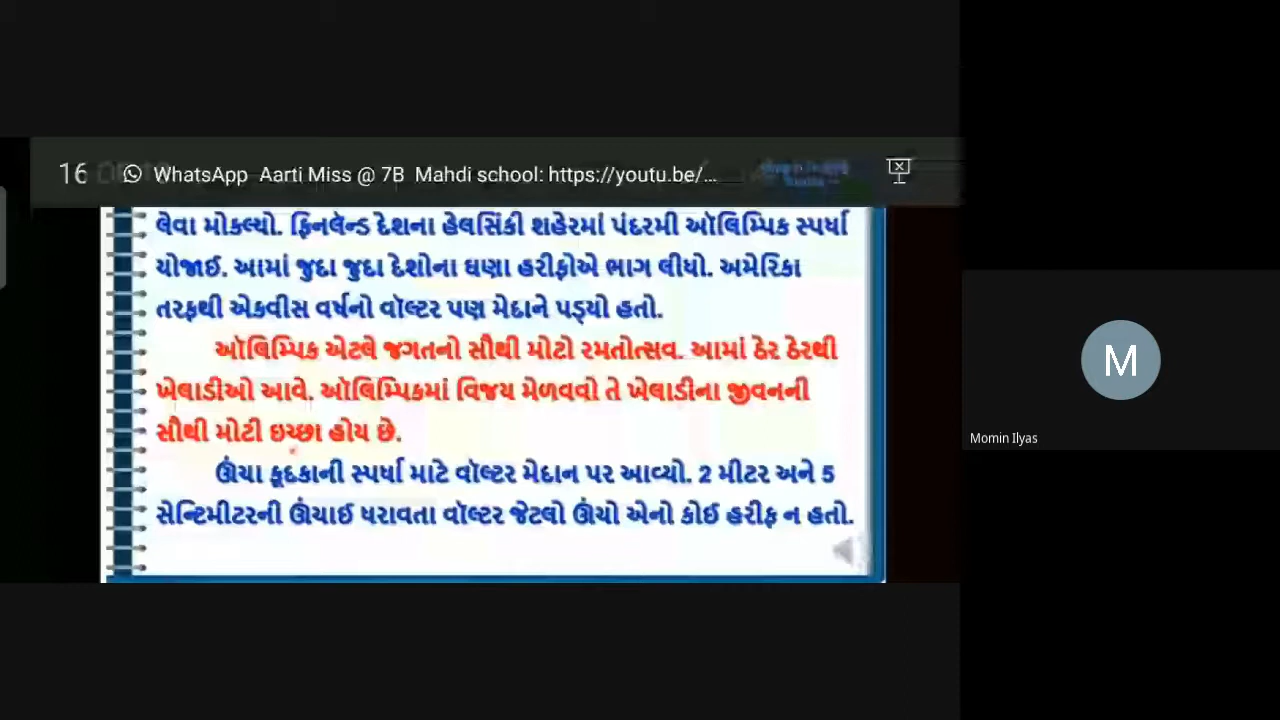 16 WhatsApp Aarti Miss @ 7B Mahdi school: https://youtu.be/...
લેવા મોકલ્યો. ફિનલૅન્ડ દેશના હેલસિંકી શહેરમાં પંદરમી ઑલિમ્પિક સ્પર્ધા
યોજાઈ. આમાં જુદા જુદા દેશોના ઘણા હરીફોએ ભાગ લીધો. અમેરિકા
તરફથી એકવીસ વર્ષનો વૉલ્ટર પણ મેદાને પડ્યો હતો.
ઑલિમ્પિક એટલે જગતનો સૌથી મોટો રમતોત્સવ. આમાં ઠેર ઠેરથી
ખેલાડીઓ આવે. ઑલિમ્પિકમાં વિજય મેળવવો તે ખેલાડીના જીવનની
સૌથી મોટી ઇચ્છા હોય છે.
ઊંચા કૂદકાની સ્પર્ધા માટે વૉલ્ટર મેદાન પર આવ્યો. 2 મીટર અને 5
સેન્ટિમીટરની ઊંચાઈ ધરાવતા વૉલ્ટર જેટલો ઊંચો એનો કોઈ હરીફ ન હતો.
M
Momin Ilyas